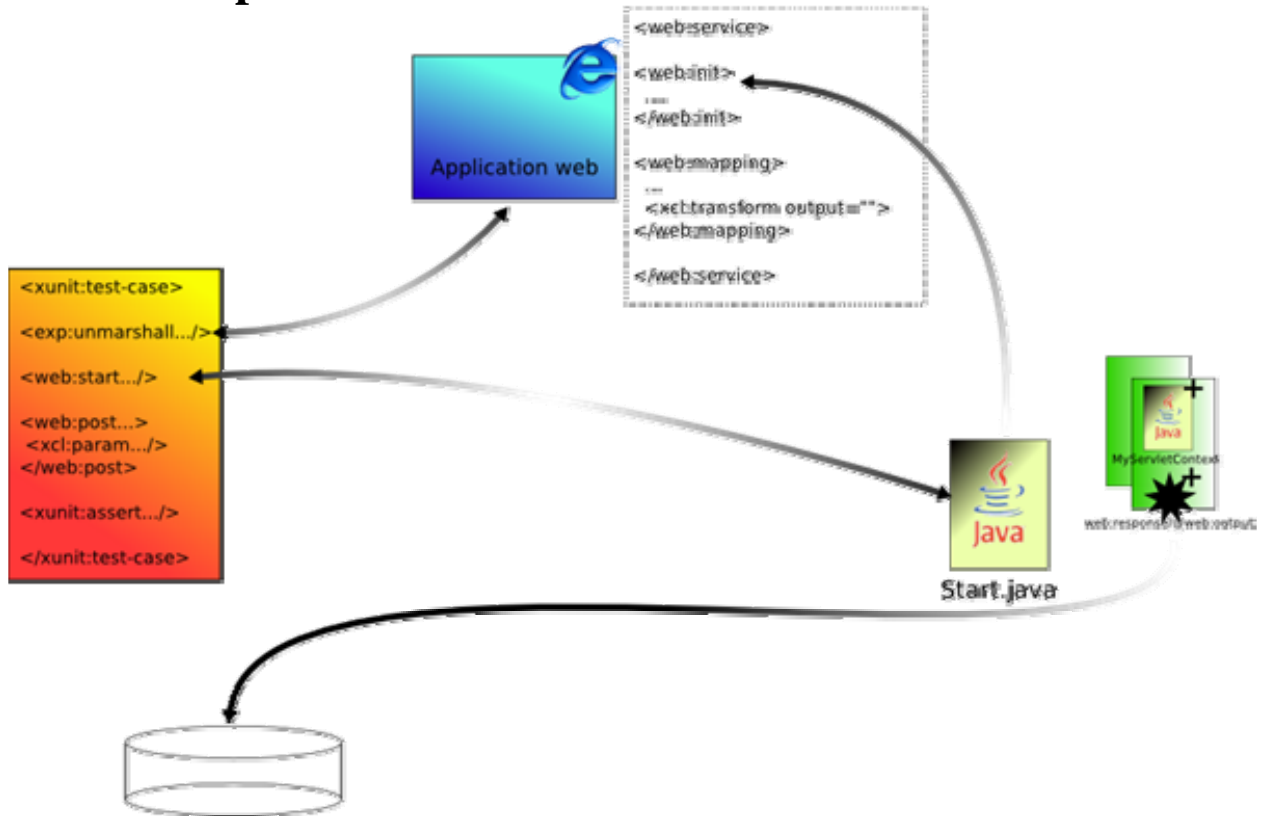 Application web
<web:service>
<web:init>
....
</web:init>
<web:mapping>
...
<xcl:transform output="">
</web:mapping>
</web:service>
<xunit:test-case>
<exp:unmarshall.../>
<web:start.../>
<web:post...>
<xcl:param.../>
</web:post>
<xunit:assert.../>
</xunit:test-case>
Java
Start.java
Java
MyServletContext